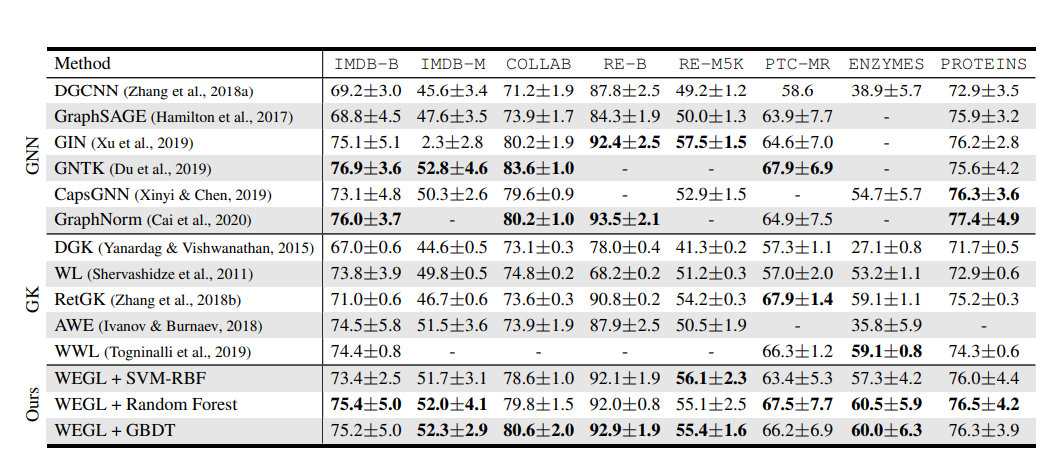 Method IMDB-B IMDB-M COLLAB RE-B RE-M5K PTC-MR ENZYMES PROTEINS
GNN
DGCNN (Zhang et al., 2018a) 69.2±3.0 45.6±3.4 71.2±1.9 87.8±2.5 49.2±1.2 58.6 38.9±5.7 72.9±3.5
GraphSAGE (Hamilton et al., 2017) 68.8±4.5 47.6±3.5 73.9±1.7 84.3±1.9 50.0±1.3 63.9±7.7 - 75.9±3.2
GIN (Xu et al., 2019) 75.1±5.1 2.3±2.8 80.2±1.9 92.4±2.5 57.5±1.5 64.6±7.0 - 76.2±2.8
GNTK (Du et al., 2019) 76.9±3.6 52.8±4.6 83.6±1.0 - - 67.9±6.9 - 75.6±4.2
CapsGNN (Xinyi & Chen, 2019) 73.1±4.8 50.3±2.6 79.6±0.9 - 52.9±1.5 - 54.7±5.7 76.3±3.6
GraphNorm (Cai et al., 2020) 76.0±3.7 - 80.2±1.0 93.5±2.1 - 64.9±7.5 - 77.4±4.9
GK
DGK (Yanardag & Vishwanathan, 2015) 67.0±0.6 44.6±0.5 73.1±0.3 78.0±0.4 41.3±0.2 57.3±1.1 27.1±0.8 71.7±0.5
WL (Shervashidze et al., 2011) 73.8±3.9 49.8±0.5 74.8±0.2 68.2±0.2 51.2±0.3 57.0±2.0 53.2±1.1 72.9±0.6
RetGK (Zhang et al., 2018b) 71.0±0.6 46.7±0.6 73.6±0.3 90.8±0.2 54.2±0.3 67.9±1.4 59.1±1.1 75.2±0.3
AWE (Ivanov & Burnaev, 2018) 74.5±5.8 51.5±3.6 73.9±1.9 87.9±2.5 50.5±1.9 - 35.8±5.9 -
WWL (Togninalli et al., 2019) 74.4±0.8 - - - - 66.3±1.2 59.1±0.8 74.3±0.6
Ours
WEGL + SVM-RBF 73.4±2.5 51.7±3.1 78.6±1.0 92.1±1.9 56.1±2.3 63.4±5.3 57.3±4.2 76.0±4.4
WEGL + Random Forest 75.4±5.0 52.0±4.1 79.8±1.5 92.0±0.8 55.1±2.5 67.5±7.7 60.5±5.9 76.5±4.2
WEGL + GBDT 75.2±5.0 52.3±2.9 80.6±2.0 92.9±1.9 55.4±1.6 66.2±6.9 60.0±6.3 76.3±3.9